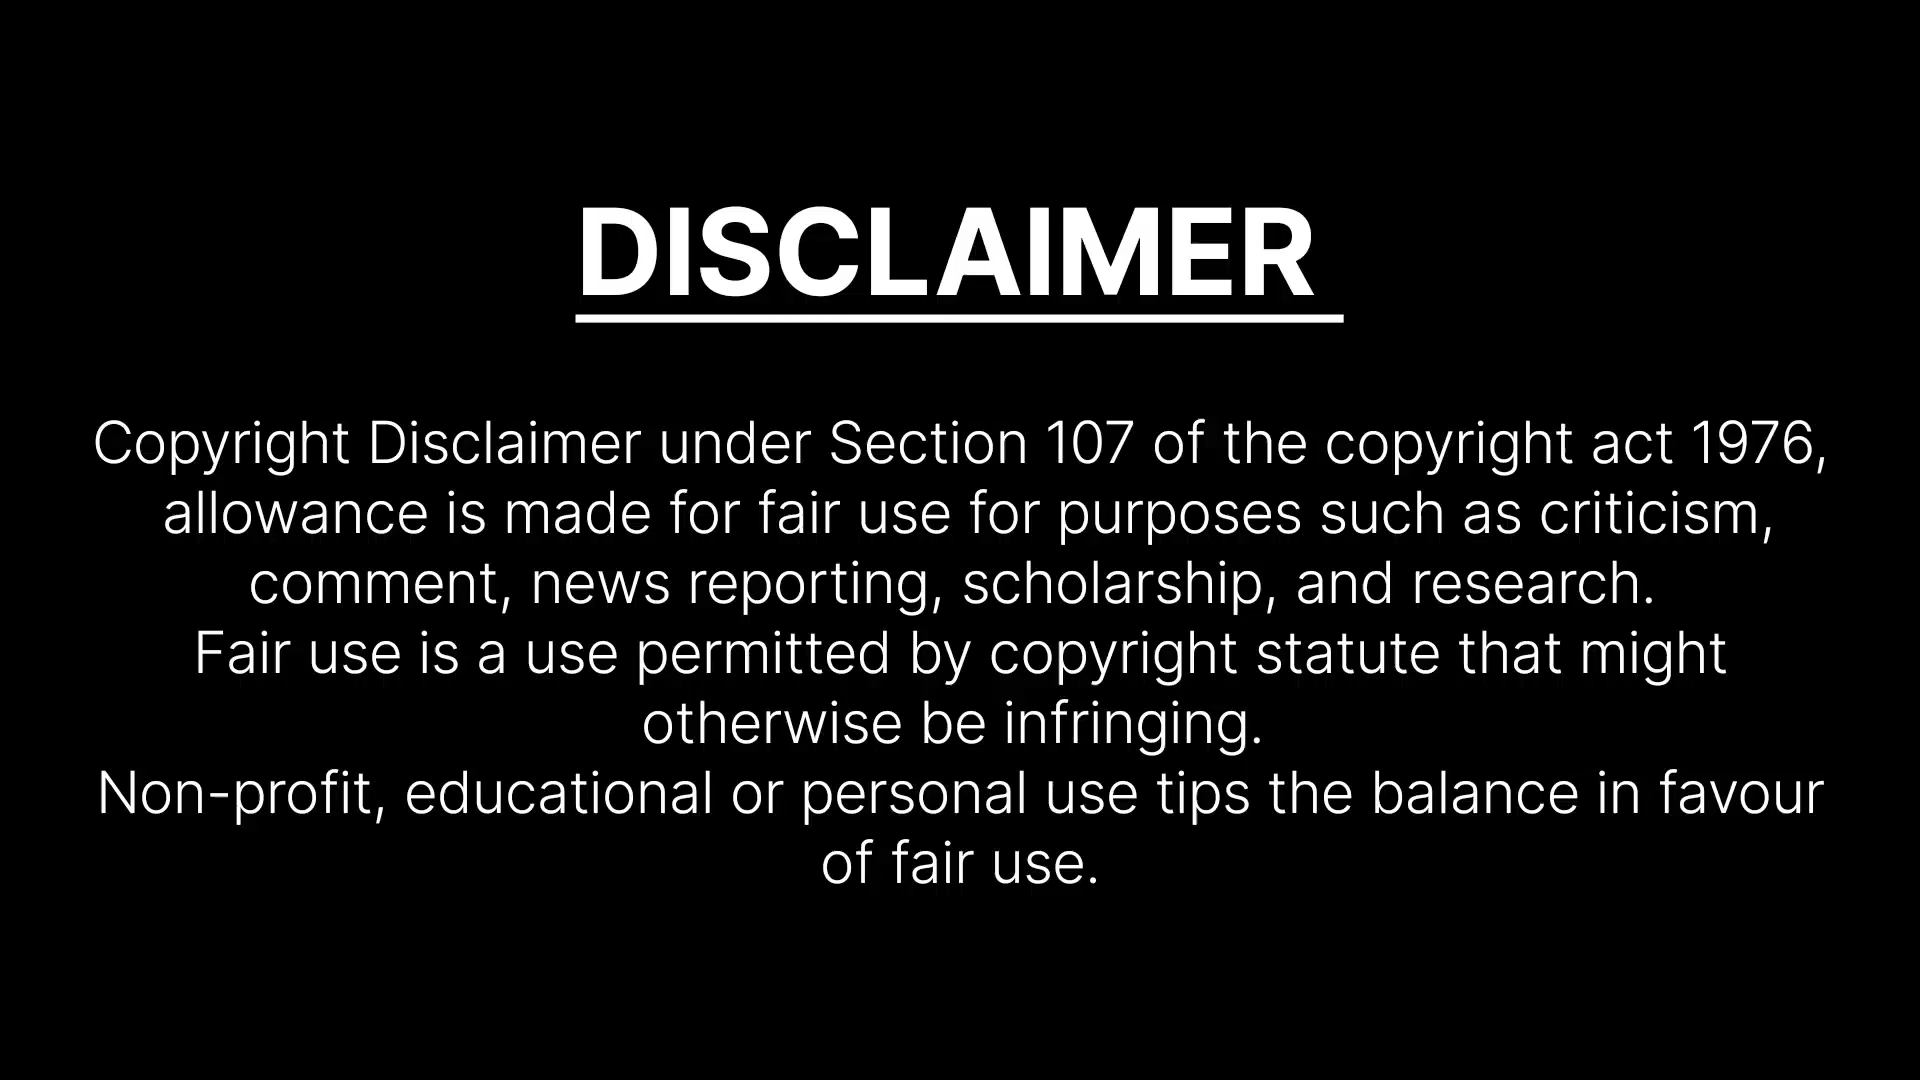 DISCLAIMER
Copyright Disclaimer under Section 107 of the copyright act 1976,
allowance is made for fair use for purposes such as criticism,
comment, news reporting, scholarship, and research.
Fair use is a use permitted by copyright statute that might
otherwise be infringing.
Non-profit, educational or personal use tips the balance in favour
of fair use.